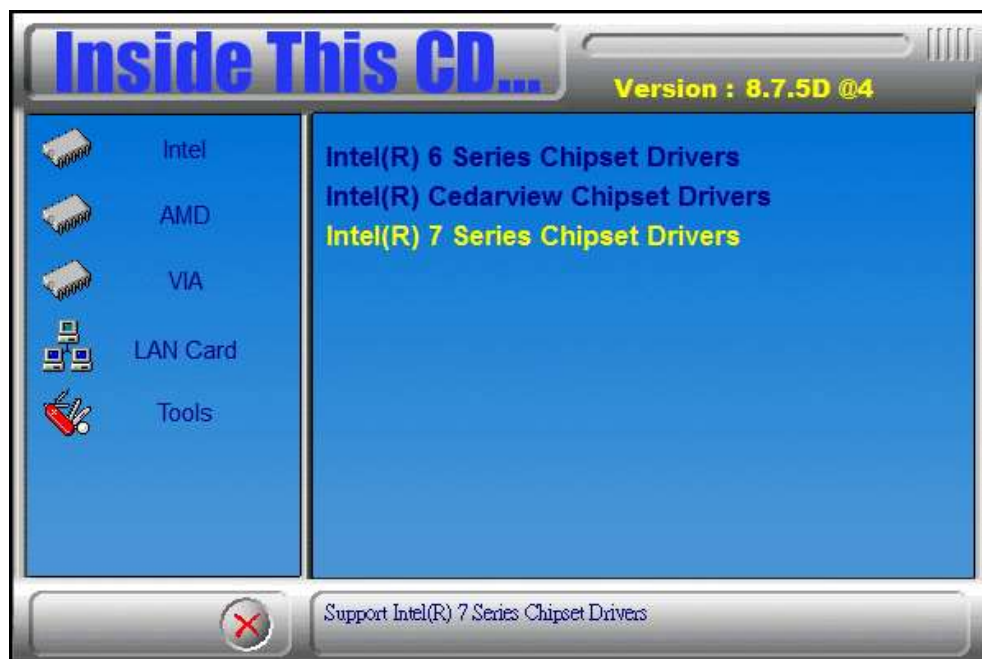 Inside This CD...
Version : 8.7.5D @4
Intel
AMD
VIA
LAN Card
Tools
Intel(R) 6 Series Chipset Drivers
Intel(R) Cedarview Chipset Drivers
Intel(R) 7 Series Chipset Drivers
Support Intel(R) 7 Series Chipset Drivers